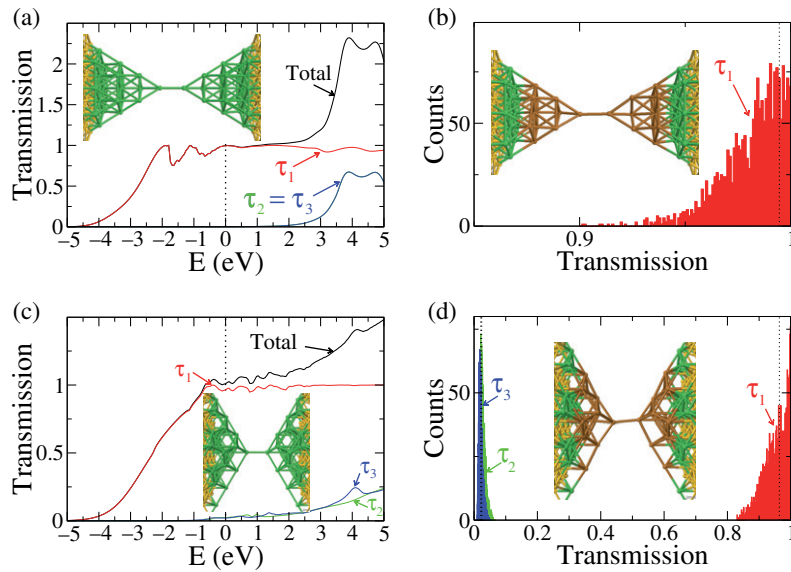 (a)
Transmission
2
1.5
1
0.5
0
Total
τ1
τ2 = τ3
−5 −4 −3 −2 −1 0 1 2 3 4 5
E (eV)
(b)
Counts
75
50
25
0
τ1
0.9 1
Transmission
(c)
Transmission
1
0.5
0
Total
τ1
τ3
τ2
−5 −4 −3 −2 −1 0 1 2 3 4 5
E (eV)
(d)
Counts
50
0
τ3
τ2
τ1
0 0.2 0.4 0.6 0.8 1
Transmission